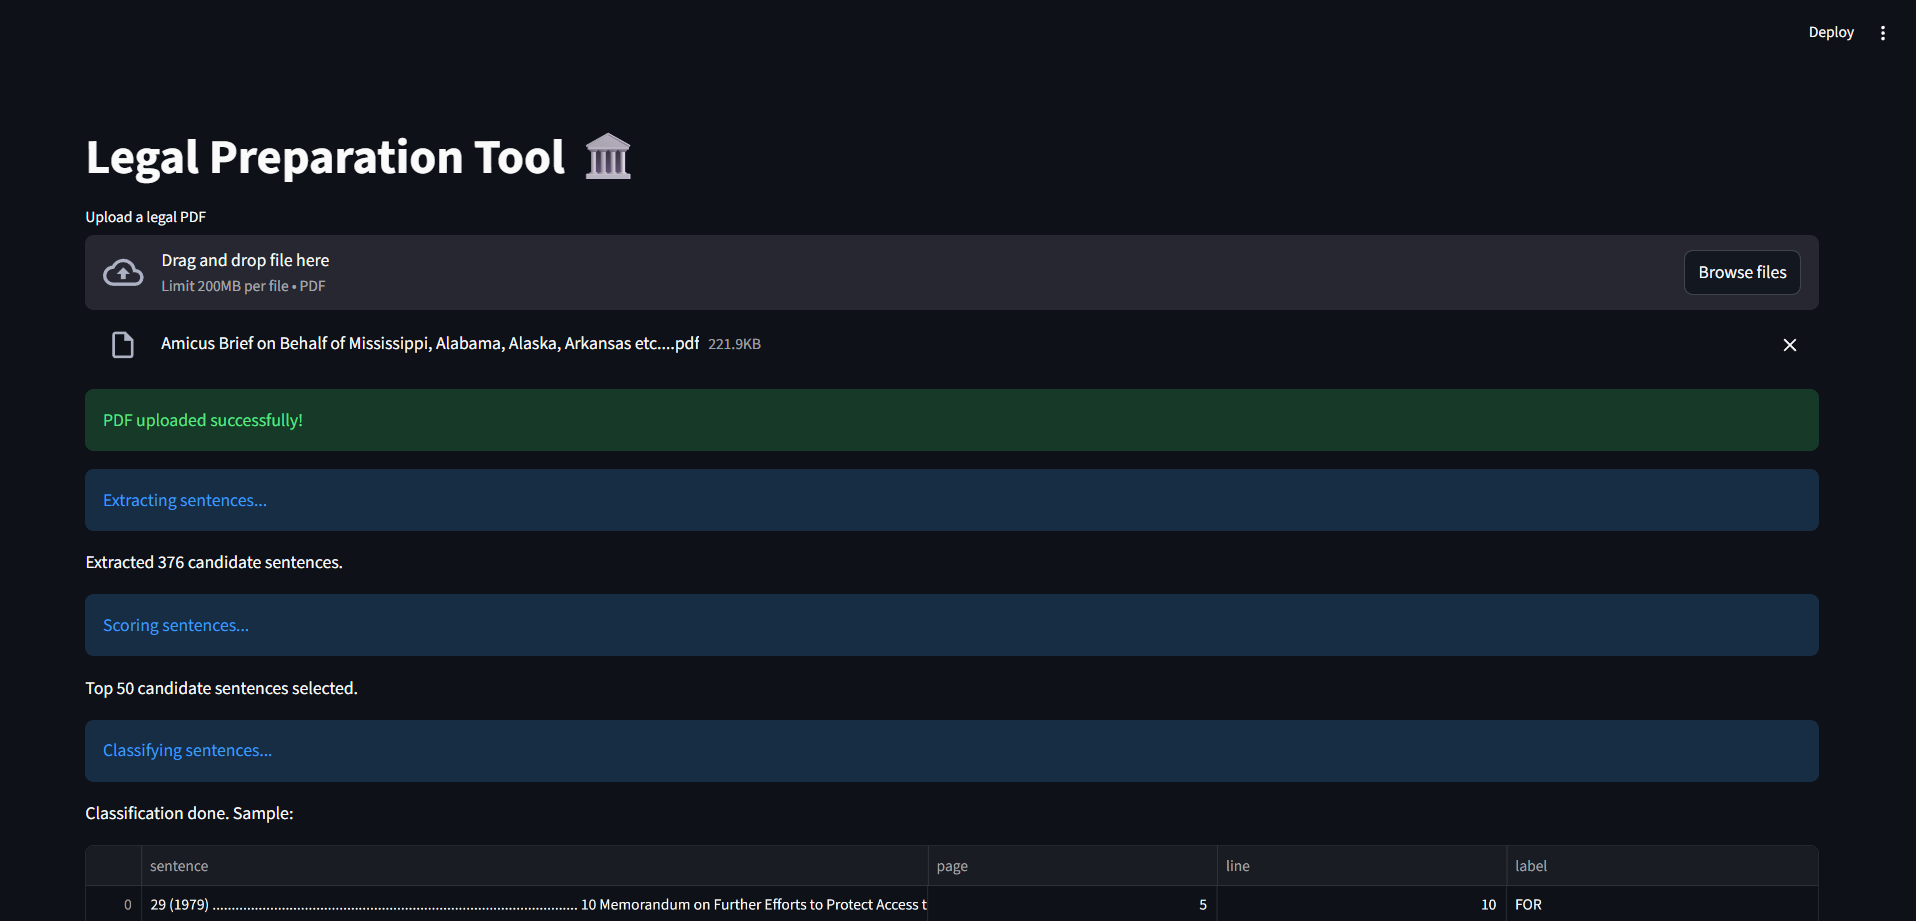 Deploy
Legal Preparation Tool
Upload a legal PDF
Drag and drop file here
Limit 200MB per file • PDF
Browse files
Amicus Brief on Behalf of Mississippi, Alabama, Alaska, Arkansas etc....pdf 221.9KB
PDF uploaded successfully!
Extracting sentences...
Extracted 376 candidate sentences.
Scoring sentences...
Top 50 candidate sentences selected.
Classifying sentences...
Classification done. Sample:
sentence page line label
0 29 (1979) ............................................................................................... 10 Memorandum on Further Efforts to Protect Access t 5 10 FOR